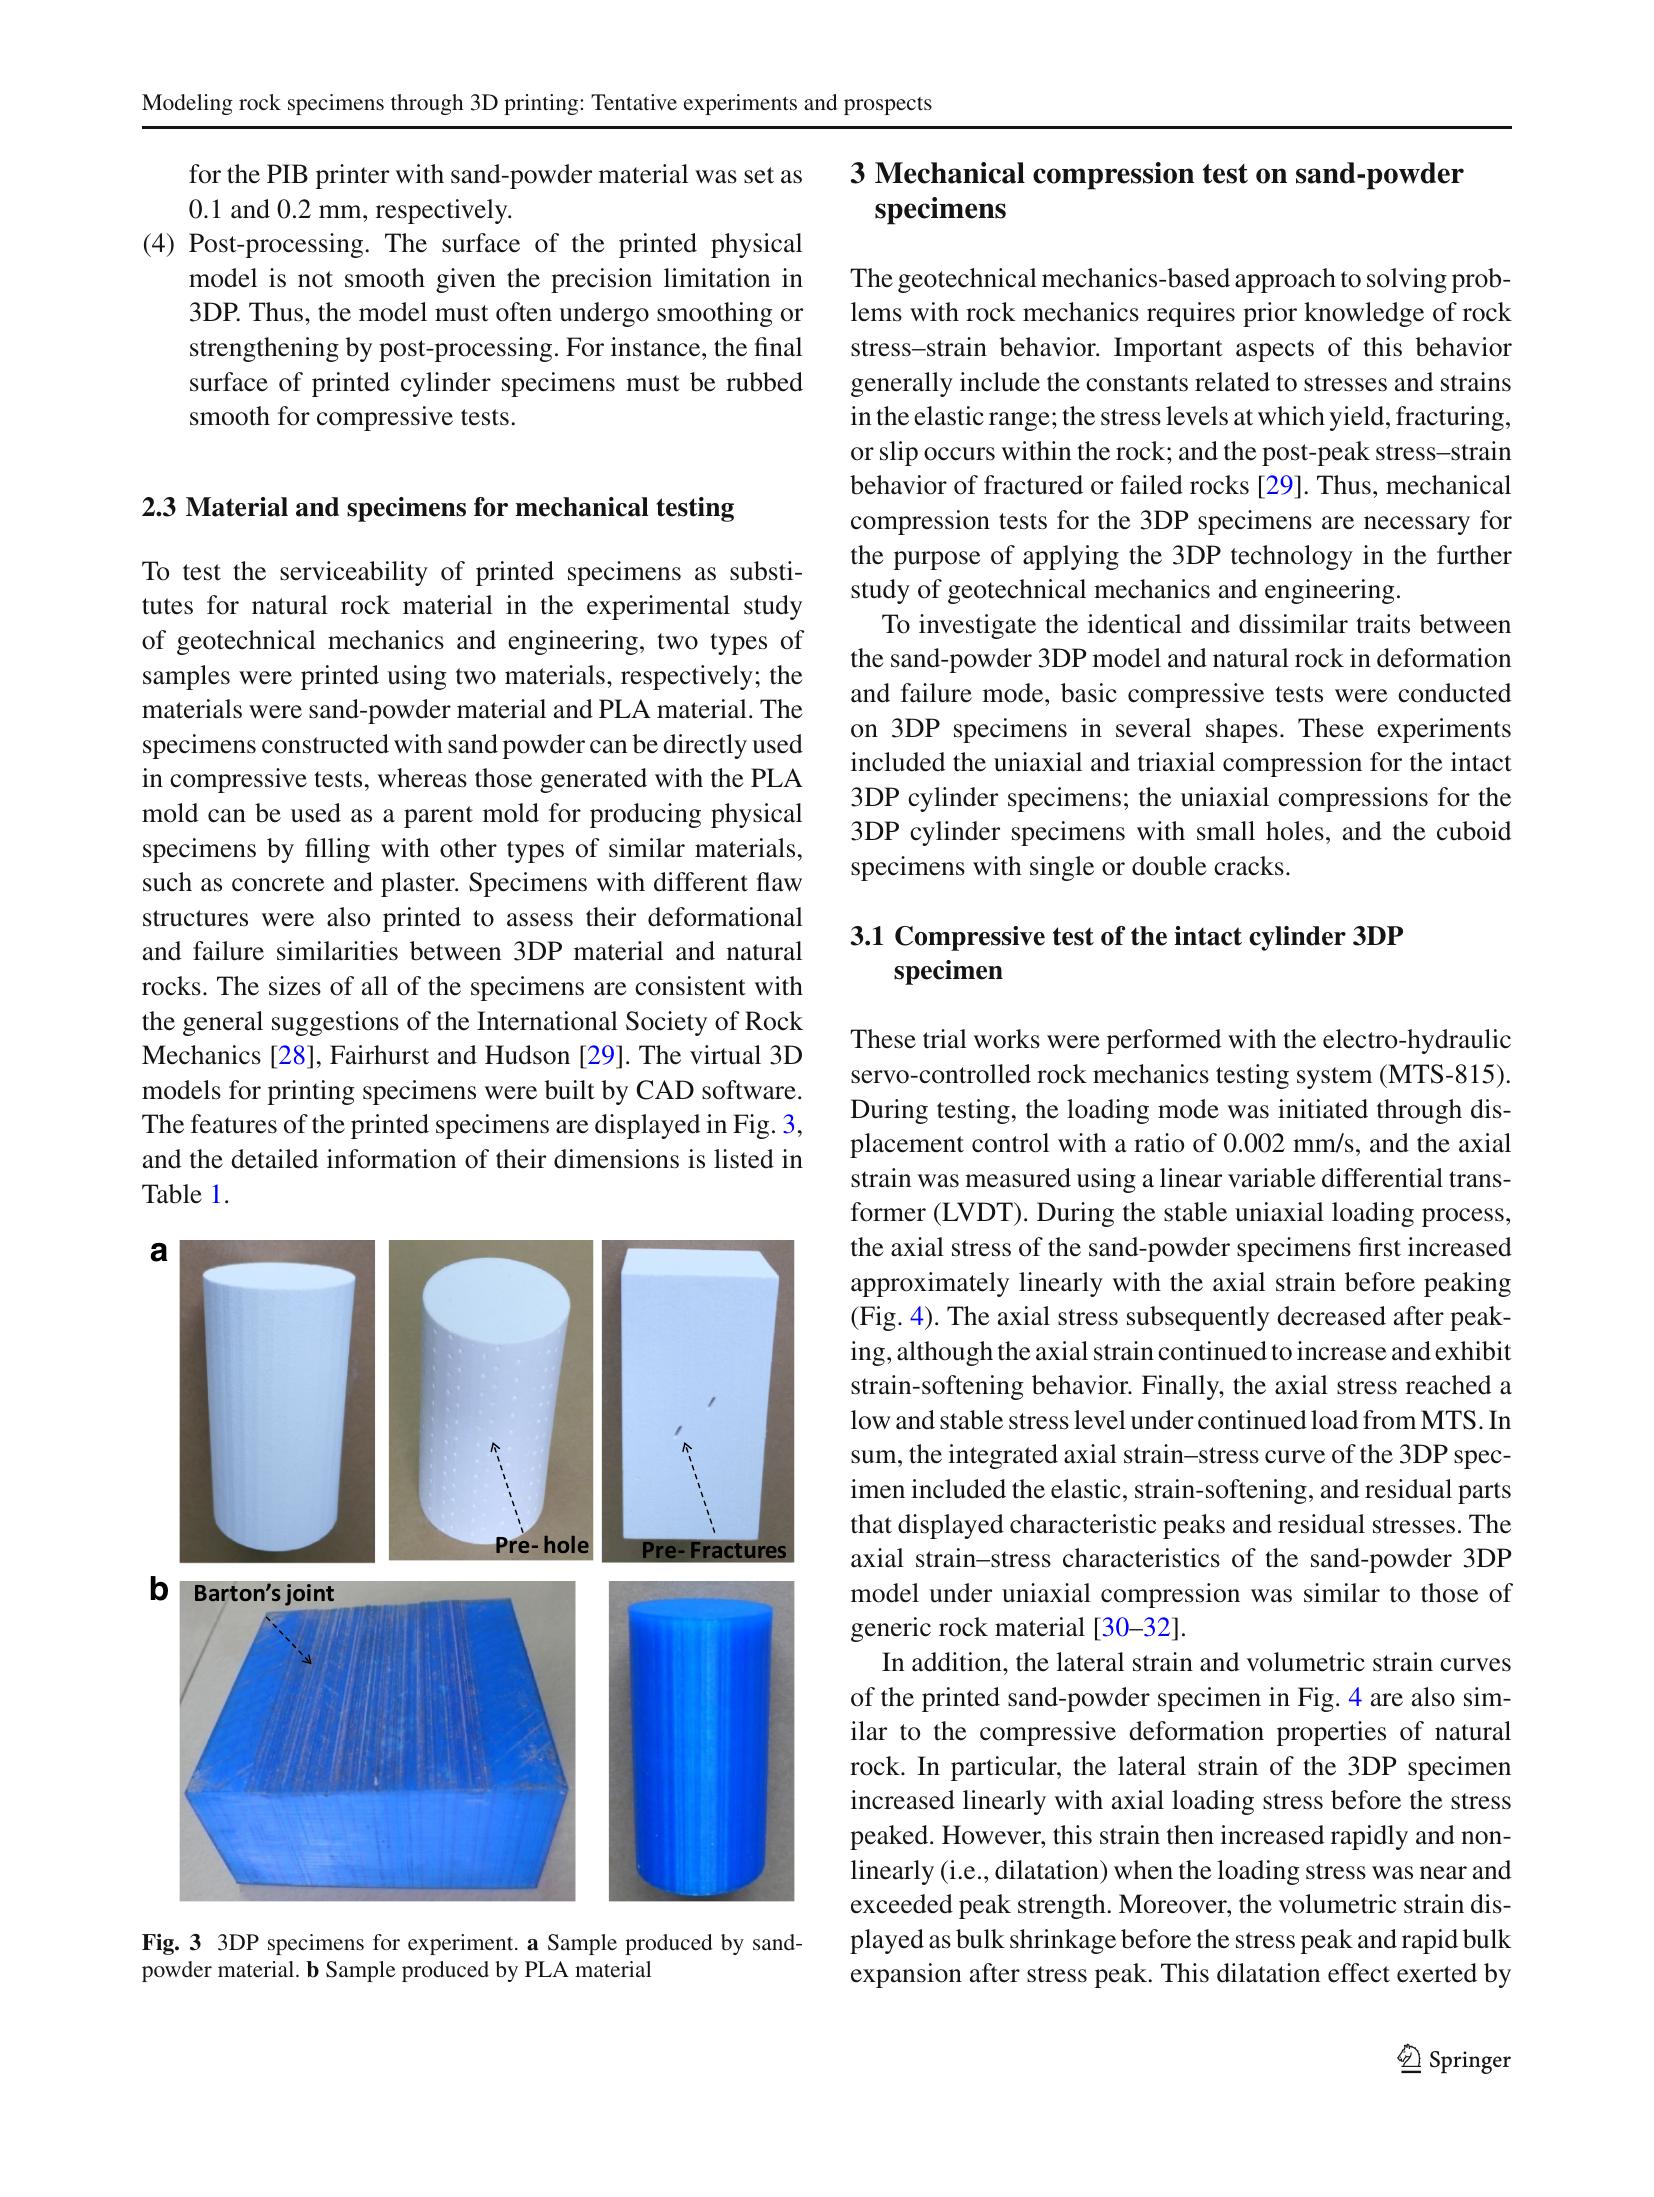 Modeling rock specimens through 3D printing: Tentative experiments and prospects
for the PIB printer with sand-powder material was set as
0.1 and 0.2 mm, respectively.
(4) Post-processing. The surface of the printed physical
model is not smooth given the precision limitation in
3DP. Thus, the model must often undergo smoothing or
strengthening by post-processing. For instance, the final
surface of printed cylinder specimens must be rubbed
smooth for compressive tests.
2.3 Material and specimens for mechanical testing
To test the serviceability of printed specimens as substi-
tutes for natural rock material in the experimental study
of geotechnical mechanics and engineering, two types of
samples were printed using two materials, respectively; the
materials were sand-powder material and PLA material. The
specimens constructed with sand powder can be directly used
in compressive tests, whereas those generated with the PLA
mold can be used as a parent mold for producing physical
specimens by filling with other types of similar materials,
such as concrete and plaster. Specimens with different flaw
structures were also printed to assess their deformational
and failure similarities between 3DP material and natural
rocks. The sizes of all of the specimens are consistent with
the general suggestions of the International Society of Rock
Mechanics [28], Fairhurst and Hudson [29]. The virtual 3D
models for printing specimens were built by CAD software.
The features of the printed specimens are displayed in Fig. 3,
and the detailed information of their dimensions is listed in
Table 1.
a
Pre- hole
Pre- Fractures
b
Barton's joint
Fig. 3 3DP specimens for experiment. a Sample produced by sand-
powder material. b Sample produced by PLA material
3 Mechanical compression test on sand-powder
specimens
The geotechnical mechanics-based approach to solving prob-
lems with rock mechanics requires prior knowledge of rock
stress–strain behavior. Important aspects of this behavior
generally include the constants related to stresses and strains
in the elastic range; the stress levels at which yield, fracturing,
or slip occurs within the rock; and the post-peak stress–strain
behavior of fractured or failed rocks [29]. Thus, mechanical
compression tests for the 3DP specimens are necessary for
the purpose of applying the 3DP technology in the further
study of geotechnical mechanics and engineering.
To investigate the identical and dissimilar traits between
the sand-powder 3DP model and natural rock in deformation
and failure mode, basic compressive tests were conducted
on 3DP specimens in several shapes. These experiments
included the uniaxial and triaxial compression for the intact
3DP cylinder specimens; the uniaxial compressions for the
3DP cylinder specimens with small holes, and the cuboid
specimens with single or double cracks.
3.1 Compressive test of the intact cylinder 3DP
specimen
These trial works were performed with the electro-hydraulic
servo-controlled rock mechanics testing system (MTS-815).
During testing, the loading mode was initiated through dis-
placement control with a ratio of 0.002 mm/s, and the axial
strain was measured using a linear variable differential trans-
former (LVDT). During the stable uniaxial loading process,
the axial stress of the sand-powder specimens first increased
approximately linearly with the axial strain before peaking
(Fig. 4). The axial stress subsequently decreased after peak-
ing, although the axial strain continued to increase and exhibit
strain-softening behavior. Finally, the axial stress reached a
low and stable stress level under continued load from MTS. In
sum, the integrated axial strain–stress curve of the 3DP spec-
imen included the elastic, strain-softening, and residual parts
that displayed characteristic peaks and residual stresses. The
axial strain–stress characteristics of the sand-powder 3DP
model under uniaxial compression was similar to those of
generic rock material [30–32].
In addition, the lateral strain and volumetric strain curves
of the printed sand-powder specimen in Fig. 4 are also sim-
ilar to the compressive deformation properties of natural
rock. In particular, the lateral strain of the 3DP specimen
increased linearly with axial loading stress before the stress
peaked. However, this strain then increased rapidly and non-
linearly (i.e., dilatation) when the loading stress was near and
exceeded peak strength. Moreover, the volumetric strain dis-
played as bulk shrinkage before the stress peak and rapid bulk
expansion after stress peak. This dilatation effect exerted by
Springer